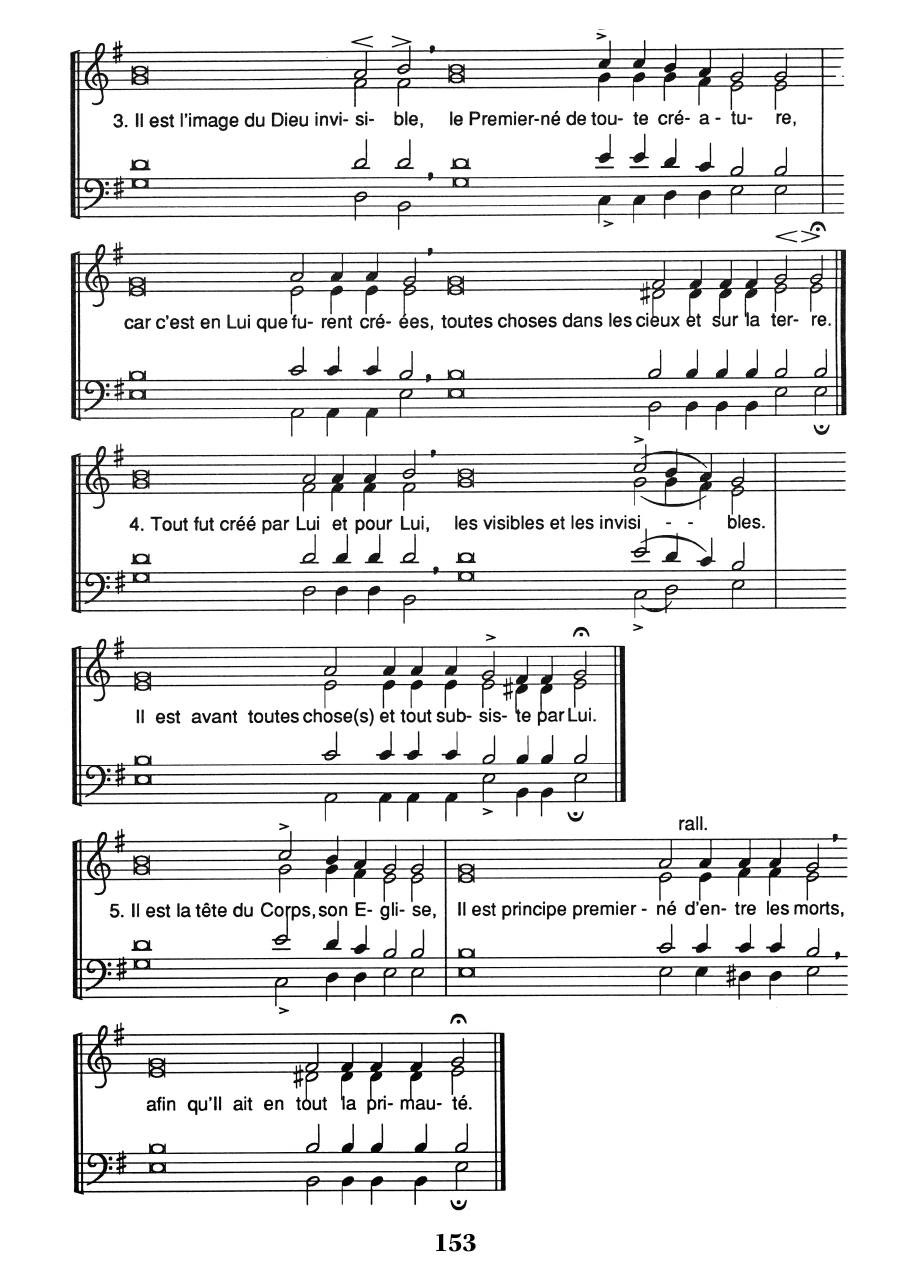 3. Il est l'image du Dieu invi- si- ble, le Premier-né de tou- te cré- a - tu- re,
car c'est en Lui que fu- rent cré- ées, toutes choses dans les cieux et sur la ter- re.
4. Tout fut créé par Lui et pour Lui, les visibles et les invisi - - bles.
Il est avant toutes chose(s) et tout sub- sis- te par Lui.
rall.
5. Il est la tête du Corps, son E- gli- se, Il est principe premier - né d'en- tre les morts,
afin qu'Il ait en tout la pri- mau- té.
153